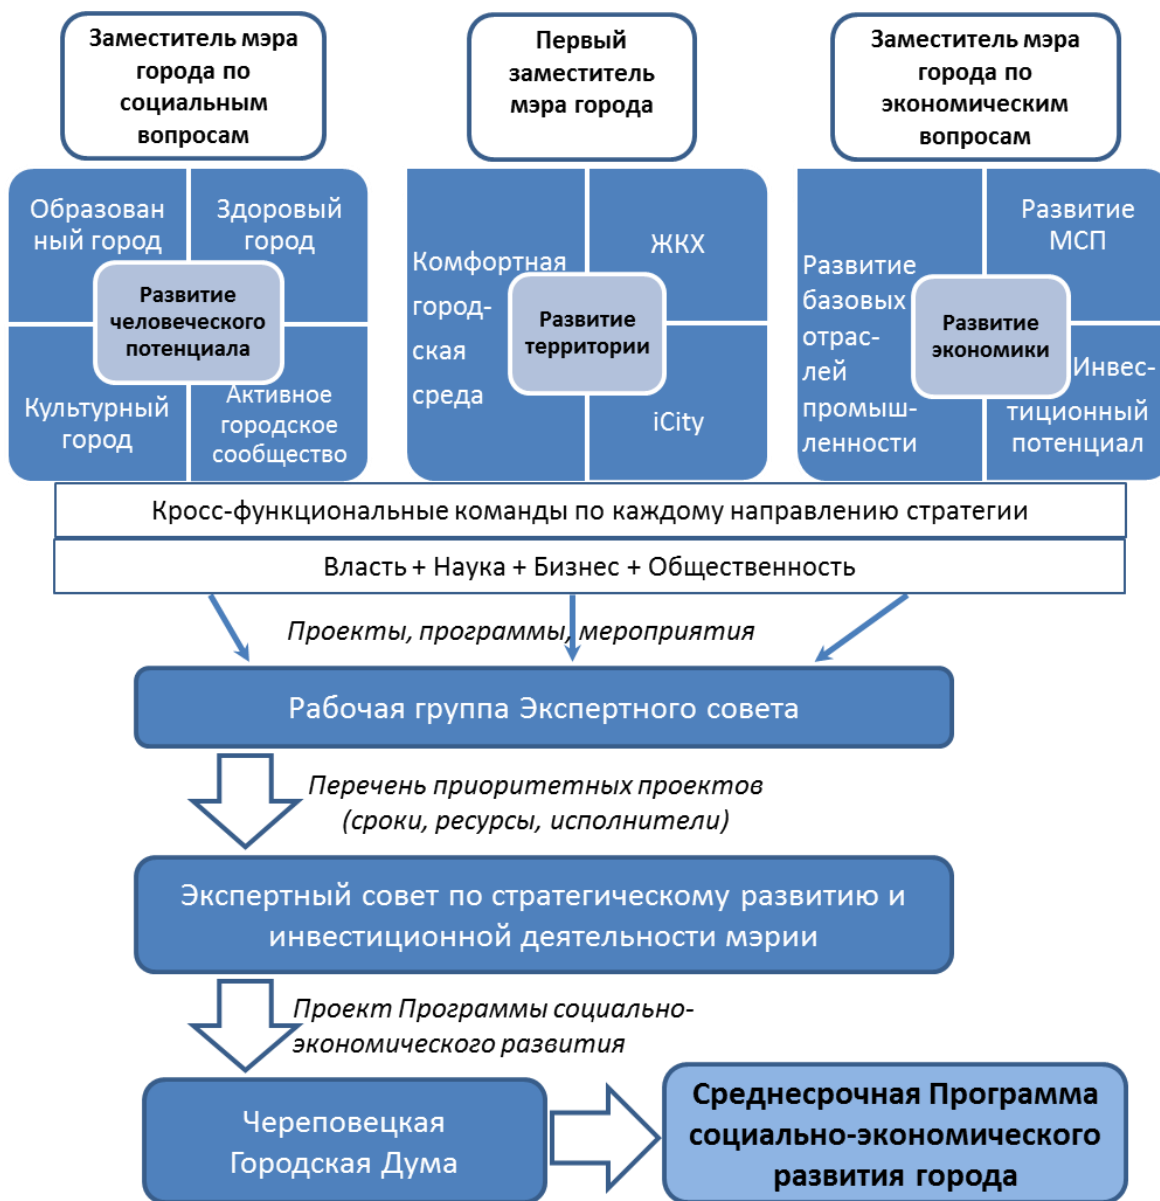 Заместитель мэра
города по
социальным
вопросам
Первый
заместитель
мэра города
Заместитель мэра
города по
экономическим
вопросам
Образован
ный город
Здоровый
город
Развитие
человеческого
потенциала
Культурный
город
Активное
городское
сообщество
Комфортная
город-
ская
среда
ЖКХ
Развитие
территории
iCity
Развитие
базовых
отрас-
лей
промыш-
ленности
Развитие
МСП
Развитие
экономики
Инвес-
тиционный
потенциал
Кросс-функциональные команды по каждому направлению стратегии
Власть + Наука + Бизнес + Общественность
Проекты, программы, мероприятия
Рабочая группа Экспертного совета
Перечень приоритетных проектов
(сроки, ресурсы, исполнители)
Экспертный совет по стратегическому развитию и
инвестиционной деятельности мэрии
Проект Программы социально-
экономического развития
Череповецкая
Городская Дума
Среднесрочная Программа
социально-экономического
развития города